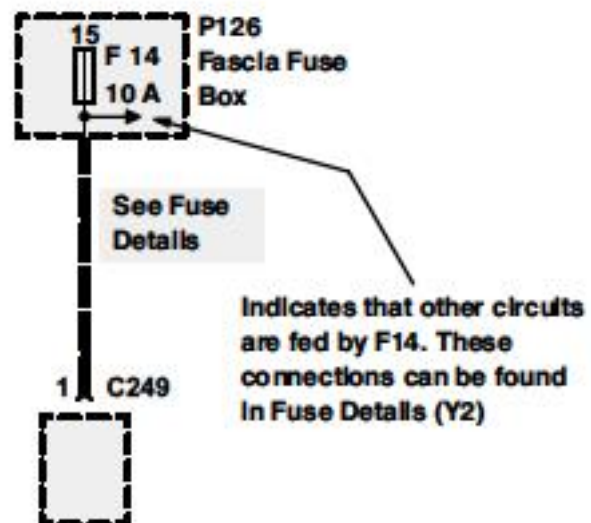 P126
Fascia Fuse
Box
15
F 14
10 A
See Fuse
Details
Indicates that other circuits
are fed by F14. These
connections can be found
in Fuse Details (Y2)
1 C249